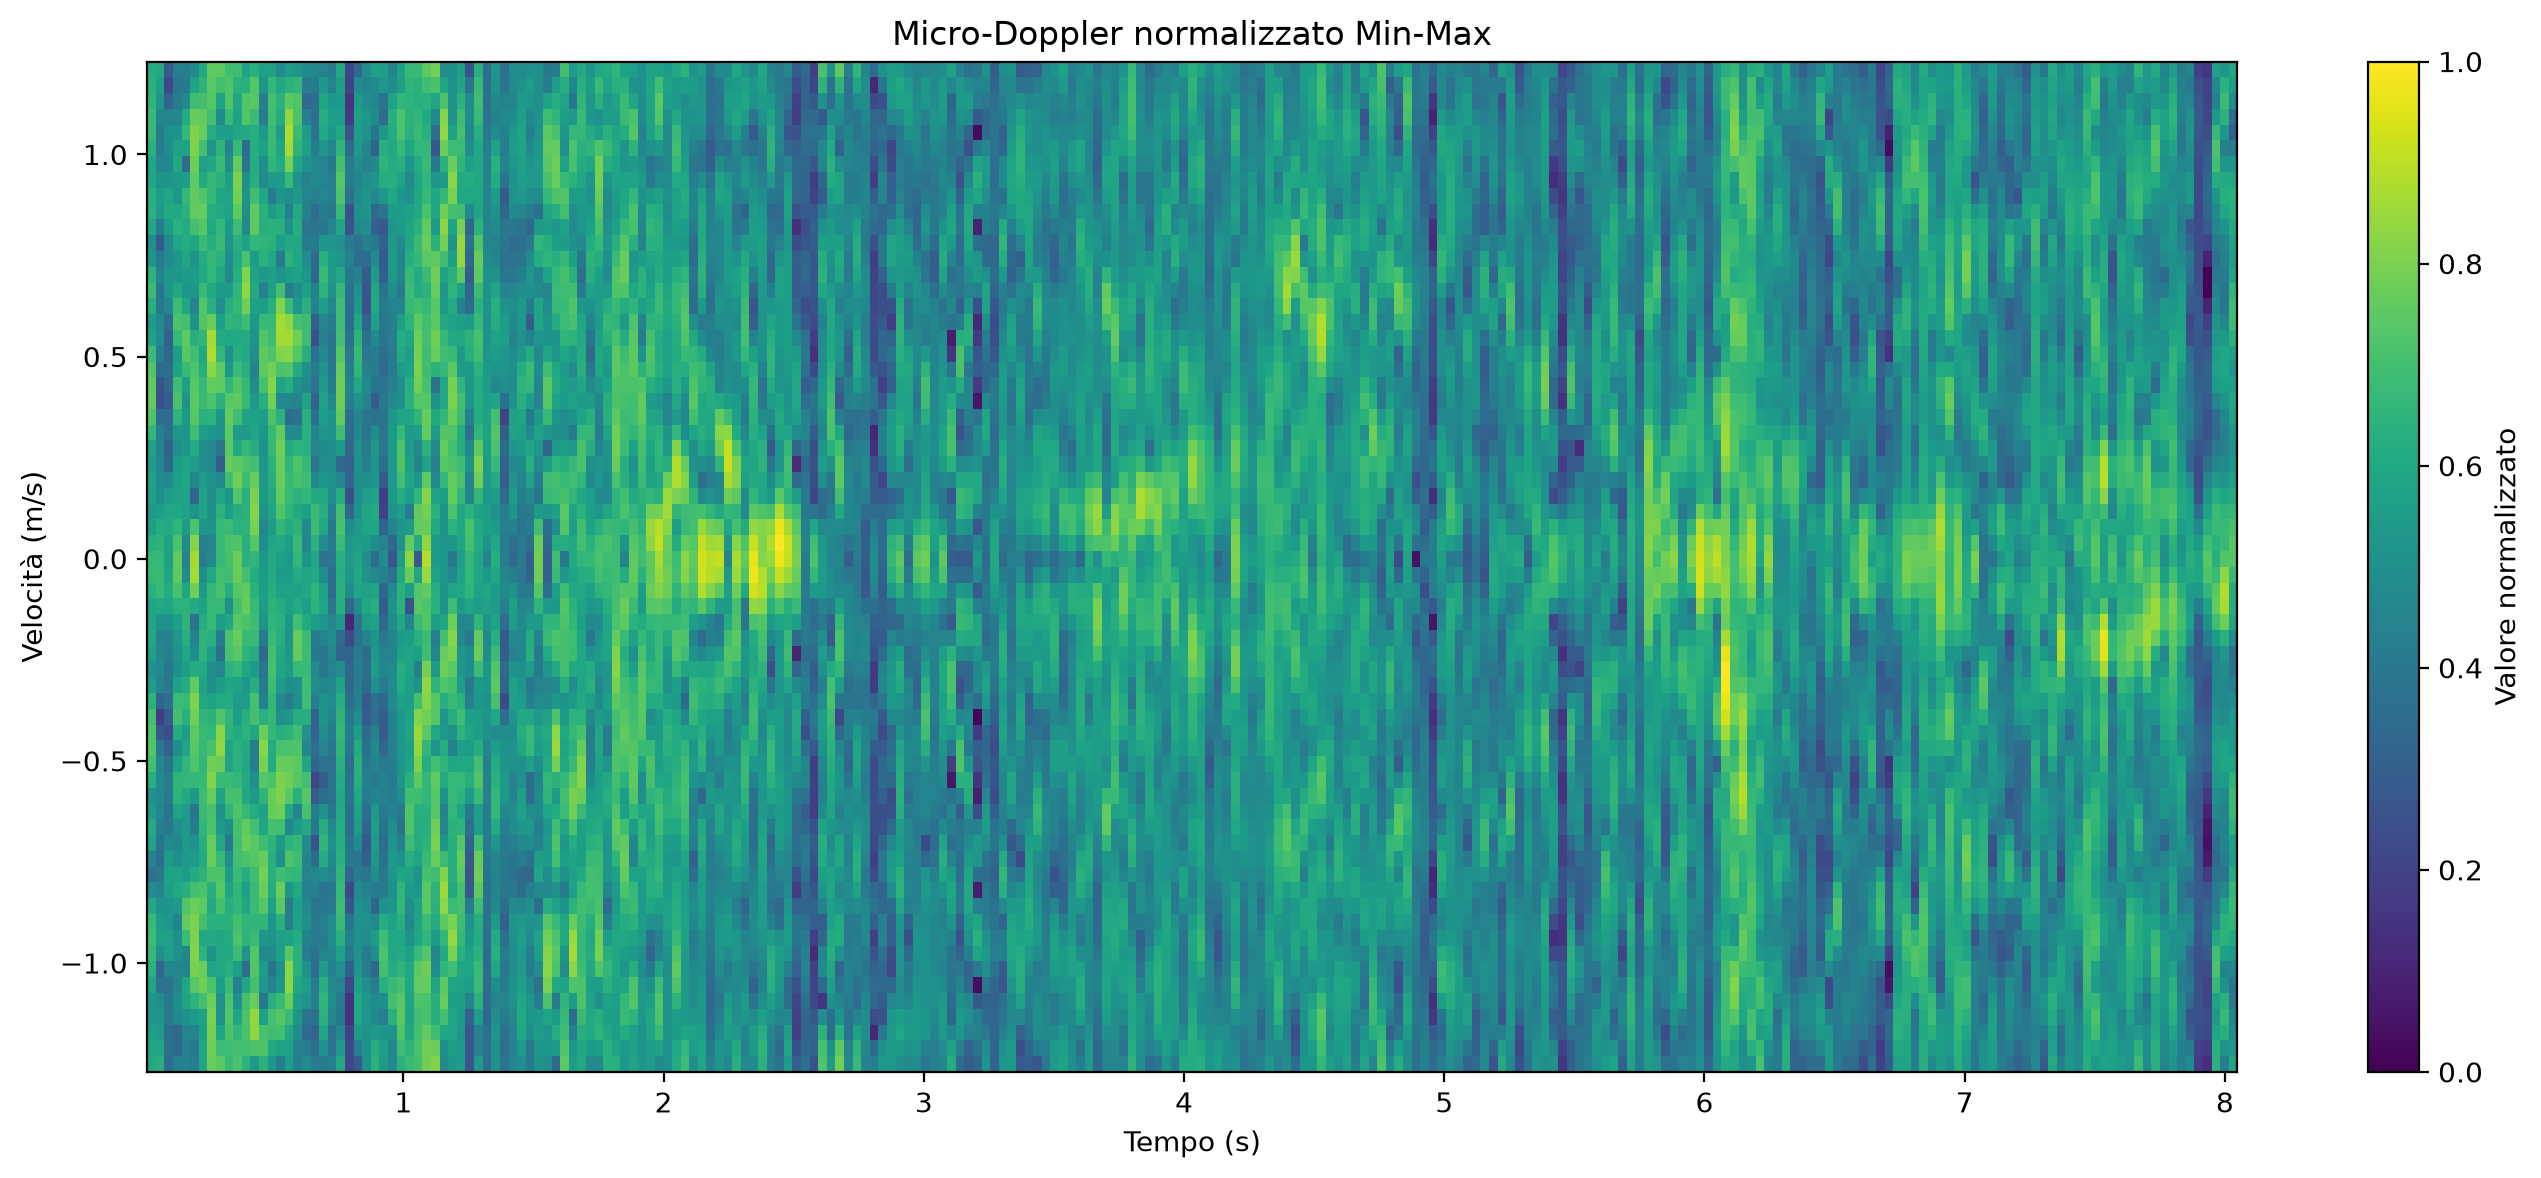 Micro-Doppler normalizzato Min-Max
1.0
0.5
0.0
−0.5
−1.0
Velocità (m/s)
1 2 3 4 5 6 7 8
Tempo (s)
1.0
0.8
0.6
0.4
0.2
0.0
Valore normalizzato